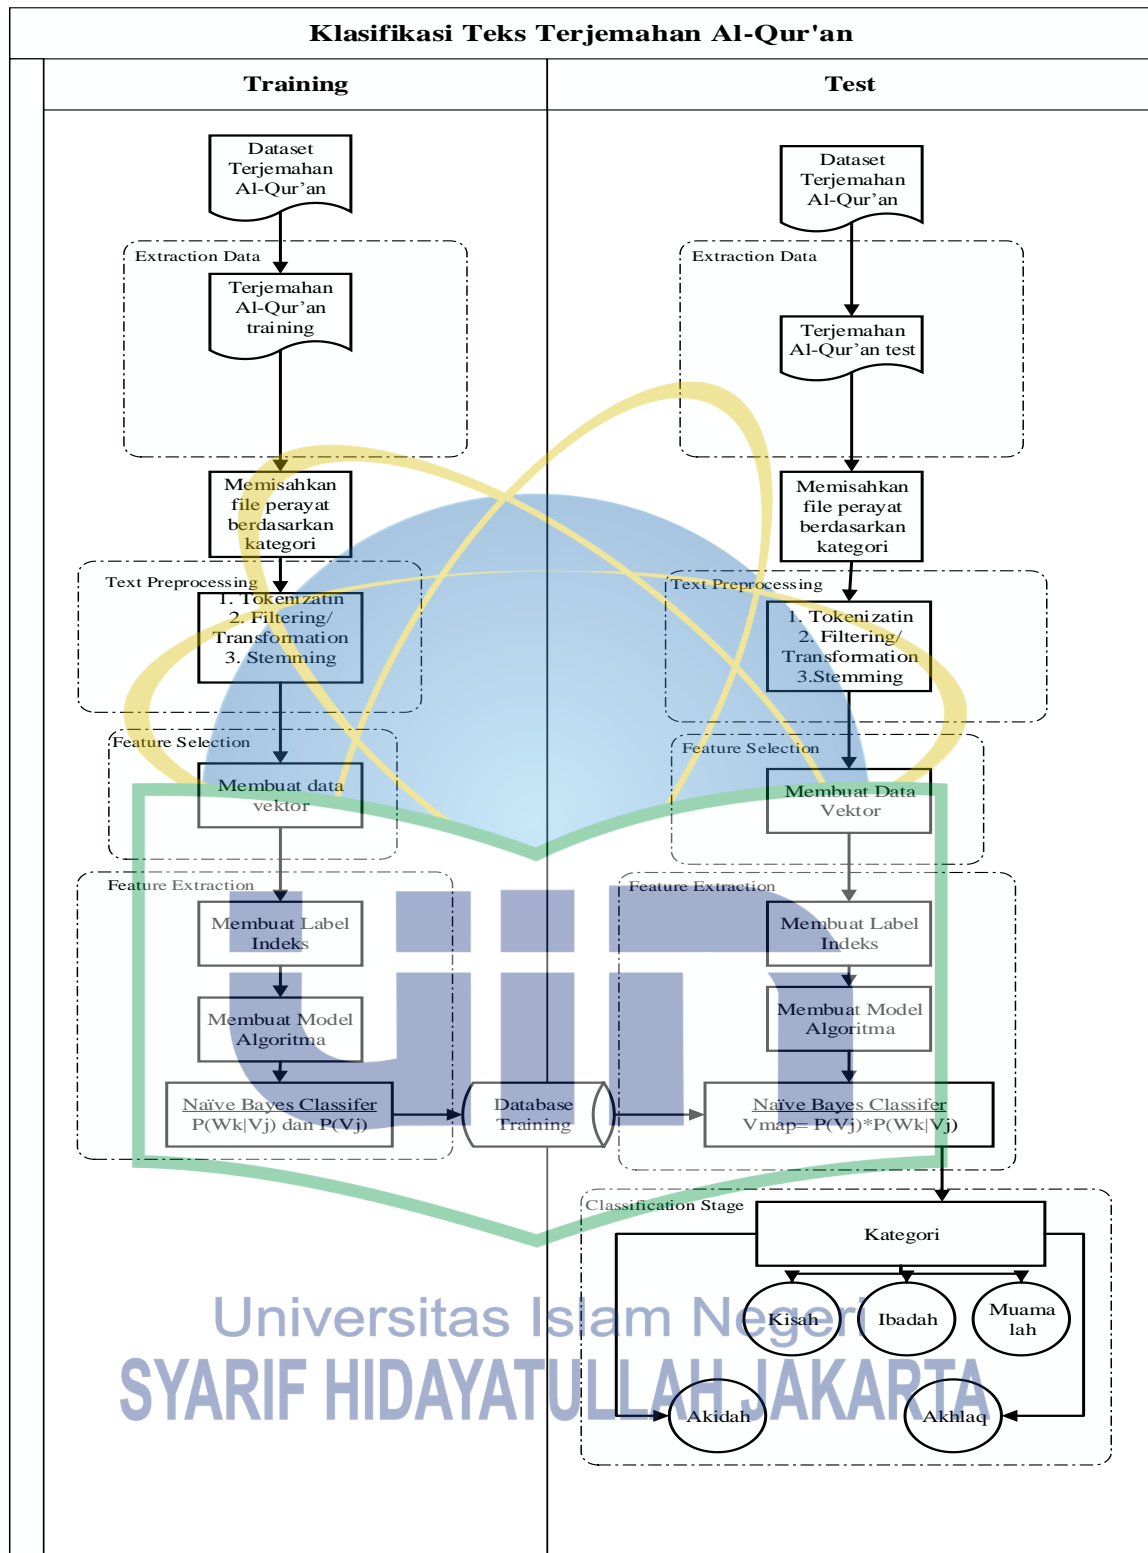 Klasifikasi Teks Terjemahan Al-Qur'an
Training
Dataset
Terjemahan
Al-Qur’an
Extraction Data
Terjemahan
Al-Qur’an
training
Memisahkan
file perayat
berdasarkan
kategori
Text Preprocessing
1. Tokenizatin
2. Filtering/
Transformation
3. Stemming
Feature Selection
Membuat data
vektor
Feature Extraction
Membuat Label
Indeks
Membuat Model
Algoritma
Naïve Bayes Classifer
P(Wk|Vj) dan P(Vj)
Database
Training
Test
Dataset
Terjemahan
Al-Qur’an
Extraction Data
Terjemahan
Al-Qur’an test
Memisahkan
file perayat
berdasarkan
kategori
Text Preprocessing
1. Tokenizatin
2. Filtering/
Transformation
3.Stemming
Feature Selection
Membuat Data
Vektor
Feature Extraction
Membuat Label
Indeks
Membuat Model
Algoritma
Naïve Bayes Classifer
Vmap= P(Vj)*P(Wk|Vj)
Classification Stage
Kategori
Kisah
Ibadah
Muama
lah
Akidah
Akhlaq
uin
Universitas Islam Negeri
SYARIF HIDAYATULLAH JAKARTA